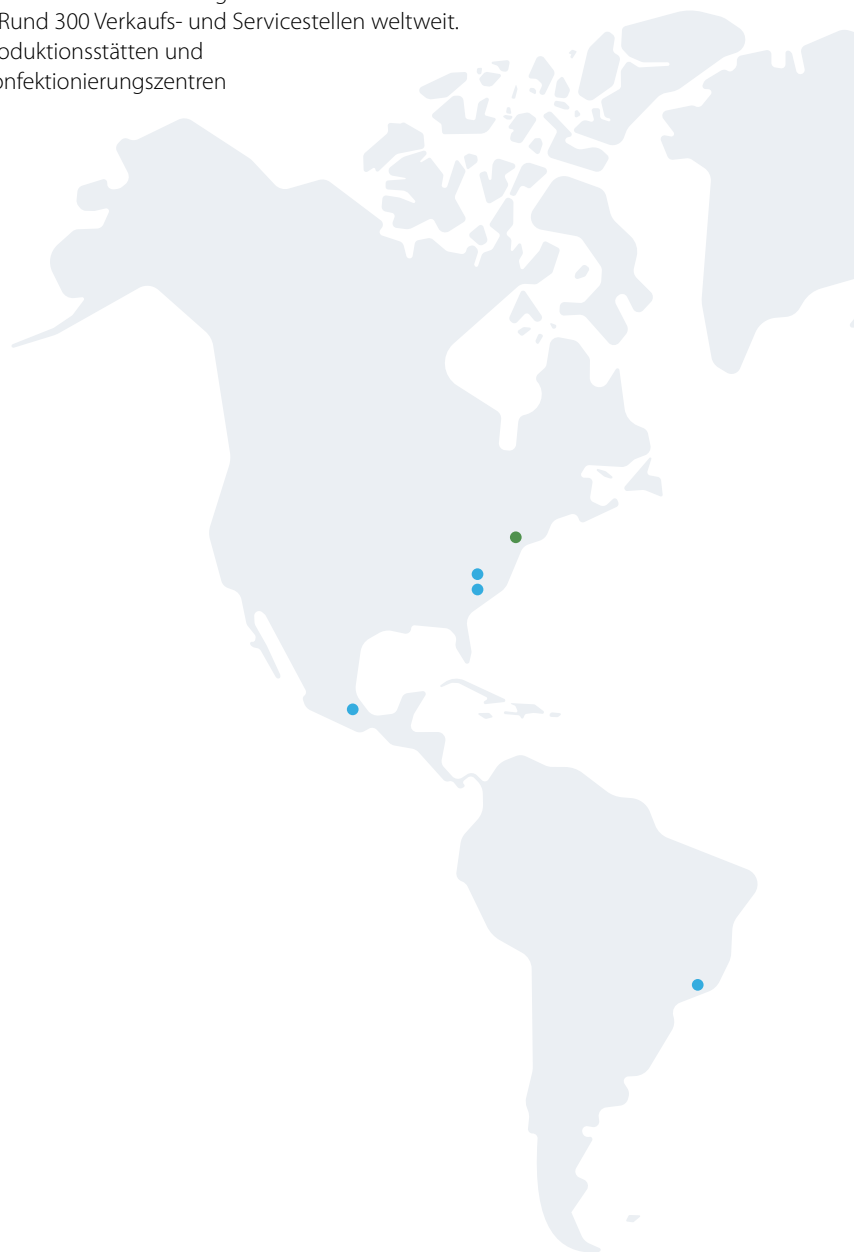 Rund 300 Verkaufs- und Servicestellen weltweit.
oduktionsstätten und
onfektionierungszentren